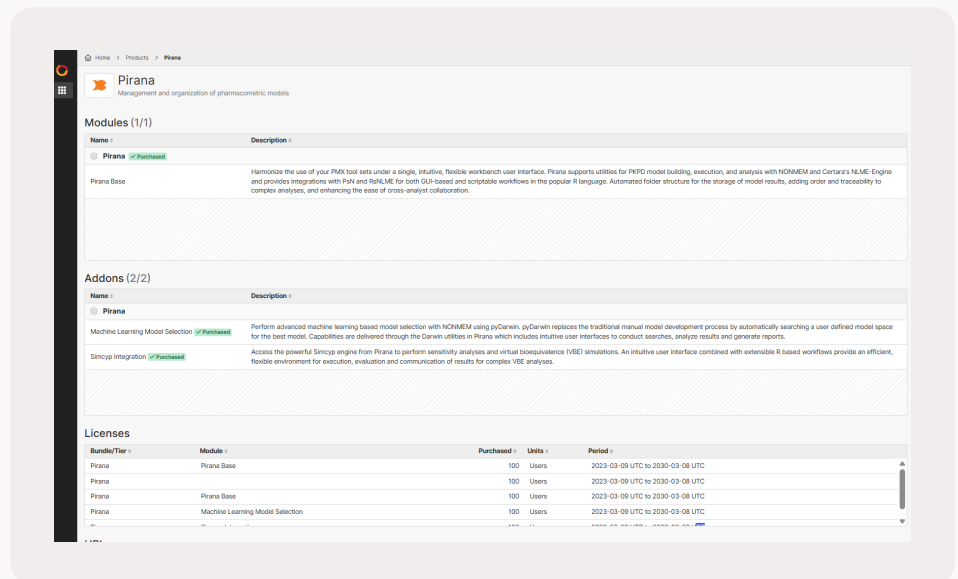 Home > Products > Pirana
Pirana
Management and organization of pharmacometric models
Modules (1/1)
Name Description
Pirana Purchased
Pirana Base
Harmonize the use of your PMX tool sets under a single, intuitive, flexible workbench user interface. Pirana supports utilities for PKPD model building, execution, and analysis with NONMEM and Certara's NLME-Engine
and provides integrations with PsN and RsNLME for both GUI-based and scriptable workflows in the popular R language. Automated folder structure for the storage of model results, adding order and traceability to
complex analyses, and enhancing the ease of cross-analyst collaboration.
Addons (2/2)
Name Description
Pirana
Machine Learning Model Selection Purchased
Perform advanced machine learning based model selection with NONMEM using pyDarwin. pyDarwin replaces the traditional manual model development process by automatically searching a user defined model space
for the best model. Capabilities are delivered through the Darwin utilities in Pirana which includes intuitive user interfaces to conduct searches, analyze results and generate reports.
Simcyp Integration Purchased
Access the powerful Simcyp engine from Pirana to perform sensitivity analyses and virtual bioequivalence (VBE) simulations. An intuitive user interface combined with extensible R based workflows provide an efficient,
flexible environment for execution, evaluation and communication of results for complex VBE analyses.
Licenses
Bundle/Tier Module Purchased Units Period
Pirana Pirana Base 100 Users 2023-03-09 UTC to 2030-03-08 UTC
Pirana 100 Users 2023-03-09 UTC to 2030-03-08 UTC
Pirana Pirana Base 100 Users 2023-03-09 UTC to 2030-03-08 UTC
Pirana Machine Learning Model Selection 100 Users 2023-03-09 UTC to 2030-03-08 UTC